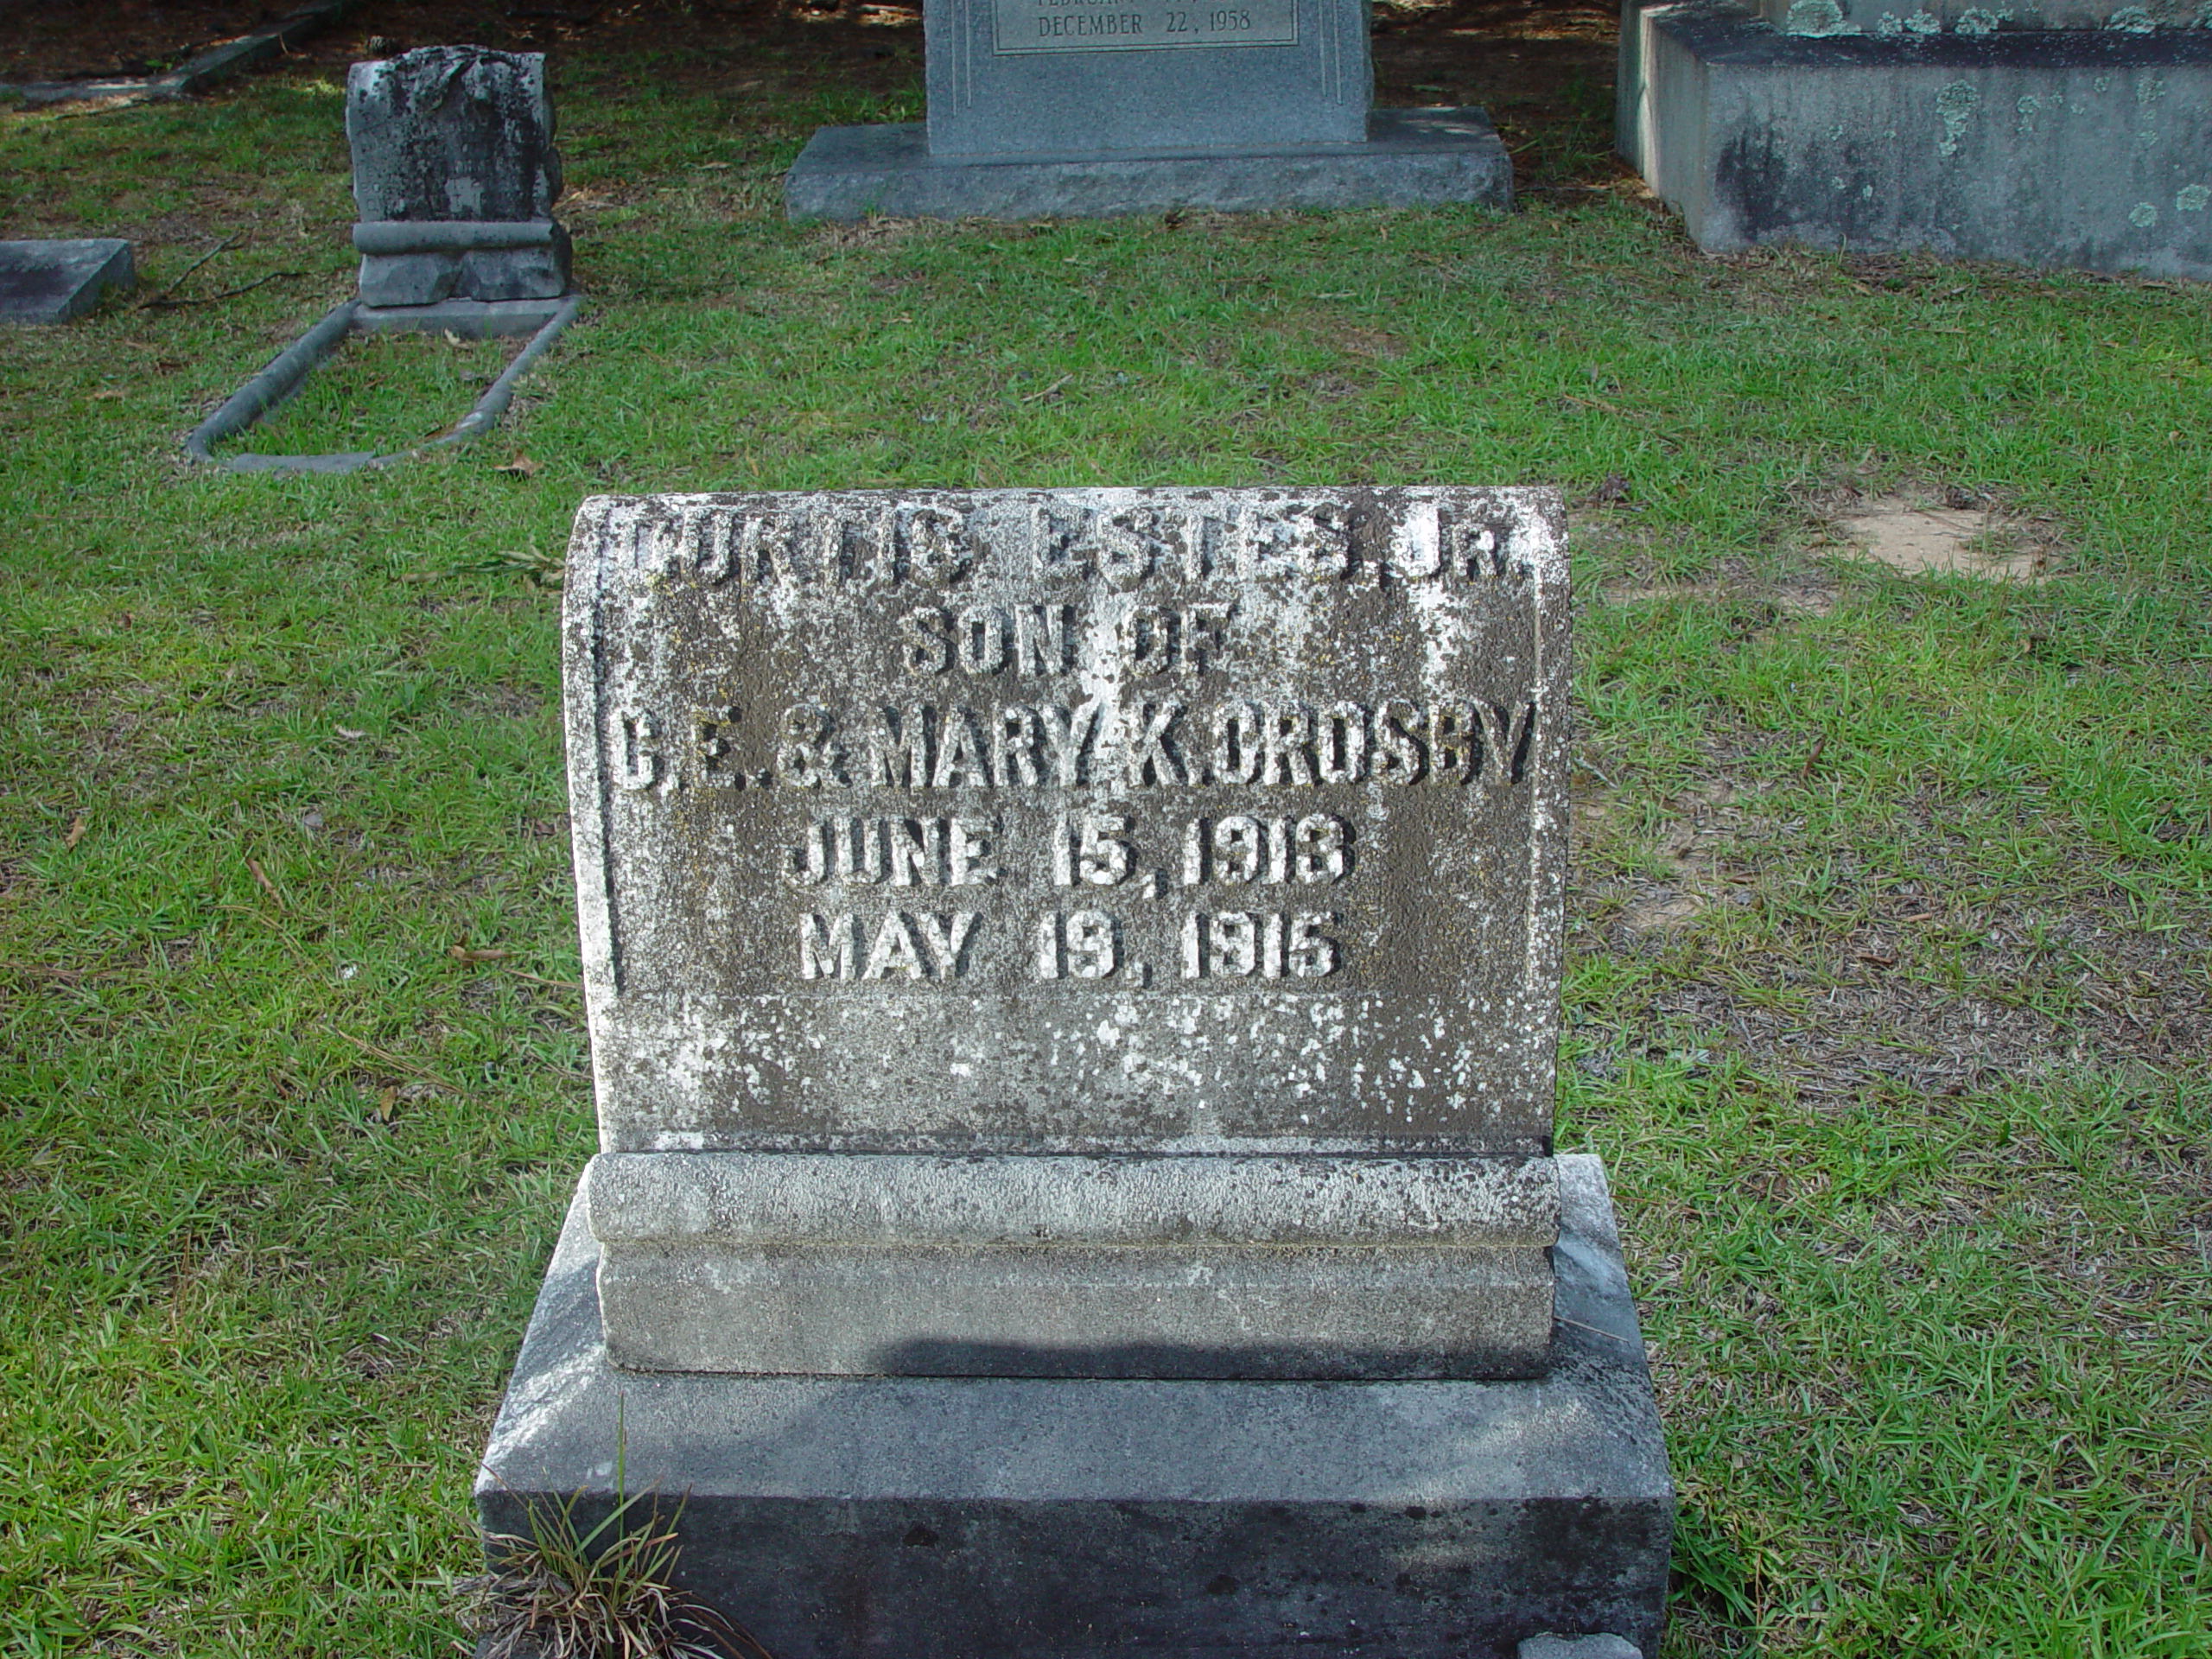 DECEMBER 22, 1958
CURTIS ESTES, JR.
SON OF
C.E. & MARY K. CROSBY
JUNE 15, 1913
MAY 19, 1915